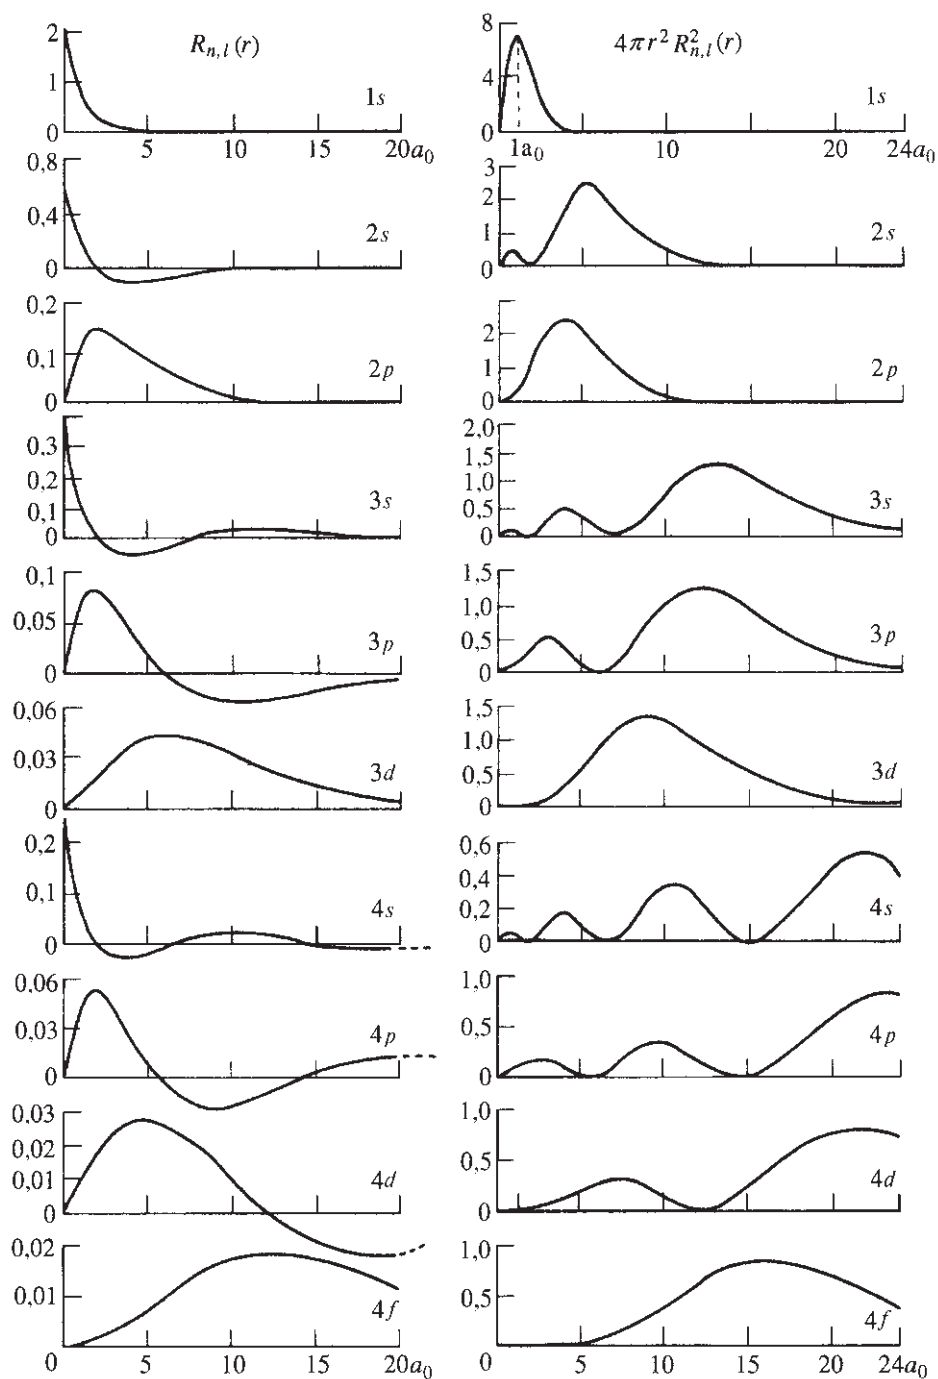 R_{n,l}(r)
2
1
0
1s
5
10
15
20a₀
0,8
0,4
0
2s
0,2
0,1
0
2p
0,3
0,2
0,1
0
3s
0,1
0,05
0
3p
0,06
0,03
0
3d
0,2
0,1
0
4s
0,06
0,03
0
4p
0,03
0,02
0,01
0
4d
0,02
0,01
0
4f
5
10
15
20a₀
4πr²R²_{n,l}(r)
8
4
0
1s
1a₀
10
20
24a₀
3
2
1
0
2s
2
1
0
2p
2,0
1,5
1,0
0,5
0
3s
1,5
1,0
0,5
0
3p
1,5
1,0
0,5
0
3d
0,6
0,4
0,2
0
4s
1,0
0,5
0
4p
1,0
0,5
0
4d
1,0
0,5
0
4f
5
10
15
20
24a₀